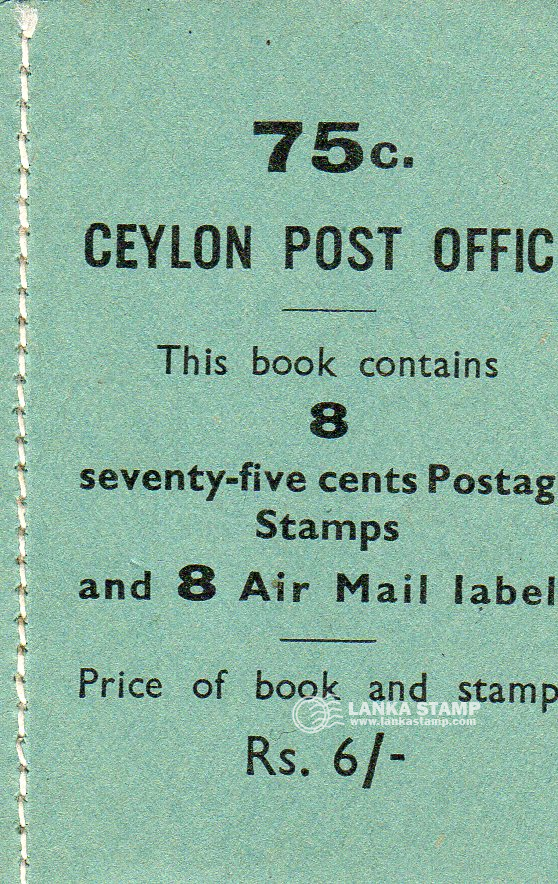 75c.
CEYLON POST OFFIC
This book contains
8
seventy-five cents Postag
Stamps
and 8 Air Mail label
Price of book and stamp
LANKA STAMP
www.lankastamp.com
Rs. 6/-